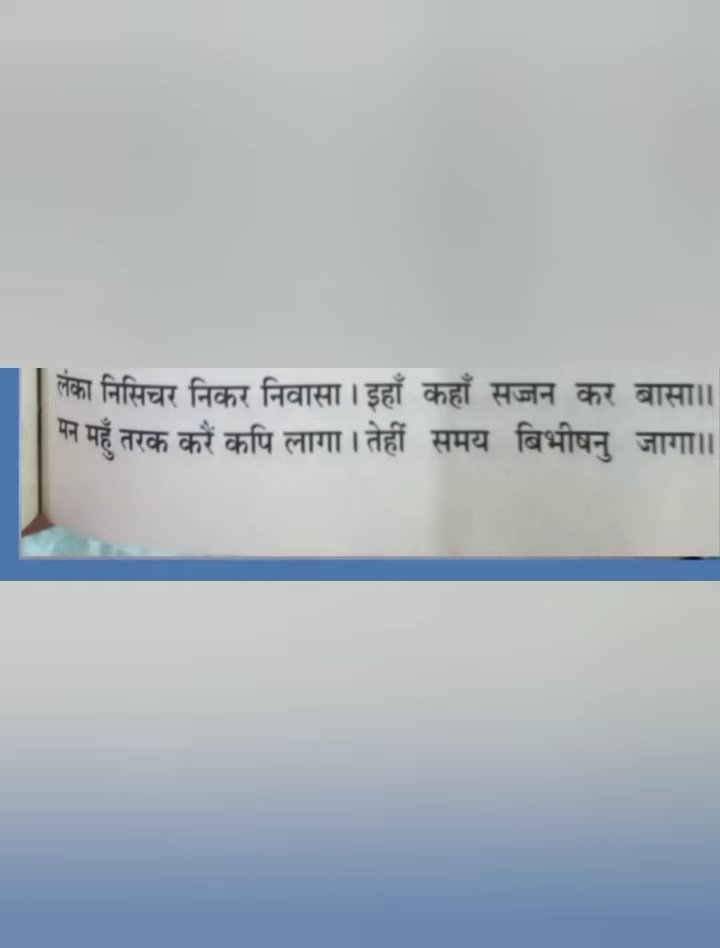 लंका निसिचर निकर निवासा। इहाँ कहाँ सज्जन कर बासा॥
मन महुँ तरक करैं कपि लागा। तेहीं समय बिभीषनु जागा॥